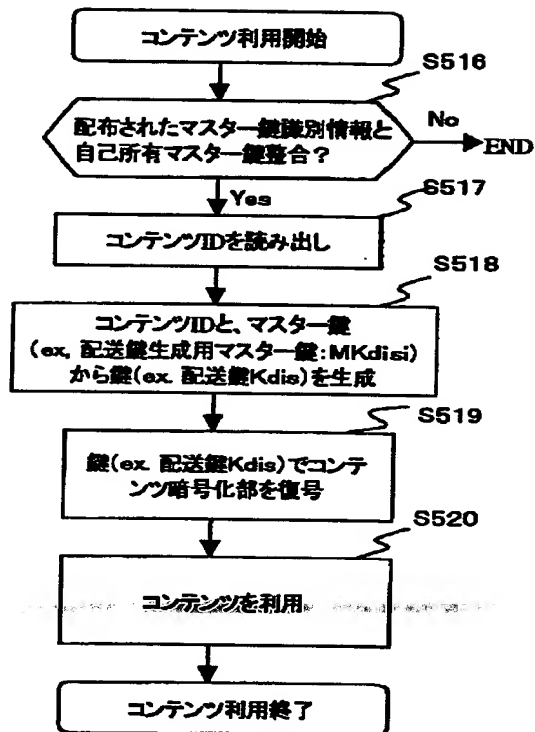 コンテンツ利用開始
S516
配布されたマスター鍵識別情報と
自己所有マスター鍵整合？
No
END
Yes
S517
コンテンツIDを読み出し
S518
コンテンツIDと、マスター鍵
(ex. 配送鍵生成用マスター鍵:MKdisi)
から鍵(ex. 配送鍵Kdis)を生成
S519
鍵(ex. 配送鍵Kdis)でコンテ
ンツ暗号化部を復号
S520
コンテンツを利用
コンテンツ利用終了